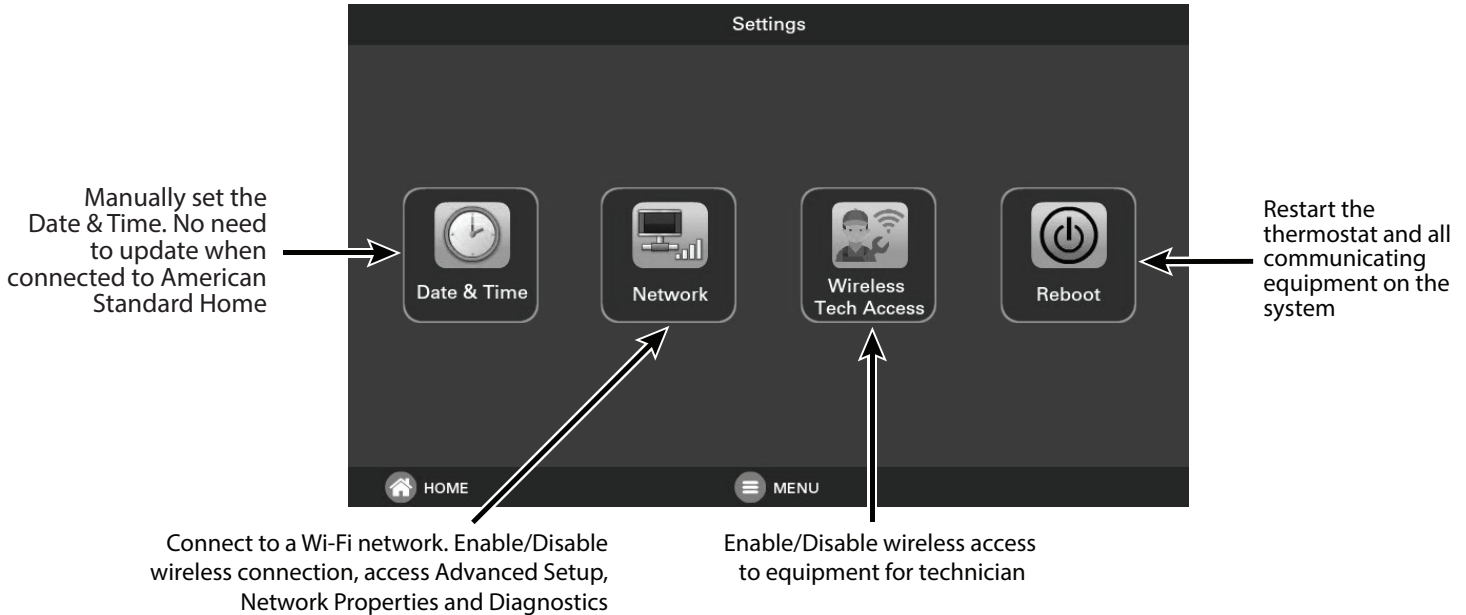 Settings
Manually set the
Date & Time. No need
to update when
connected to American
Standard Home
Date & Time
Network
Wireless
Tech Access
Reboot
Restart the
thermostat and all
communicating
equipment on the
system
HOME
MENU
Connect to a Wi-Fi network. Enable/Disable
wireless connection, access Advanced Setup,
Network Properties and Diagnostics
Enable/Disable wireless access
to equipment for technician